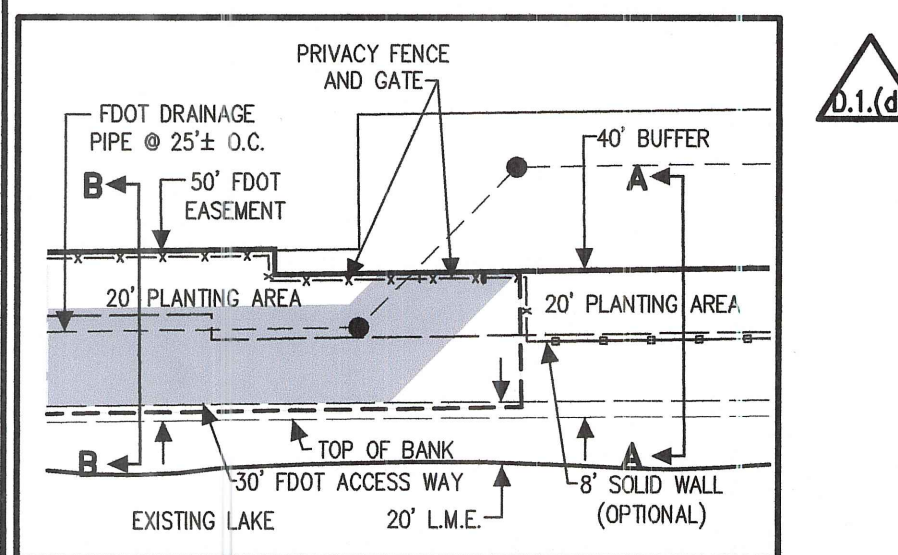 PRIVACY FENCE
AND GATE
FDOT DRAINAGE
PIPE @ 25'± O.C.
D.1.(d
40' BUFFER
B
50' FDOT
EASEMENT
A
20' PLANTING AREA
20' PLANTING AREA
TOP OF BANK
B
A
30' FDOT ACCESS WAY
8' SOLID WALL
(OPTIONAL)
EXISTING LAKE
20' L.M.E.